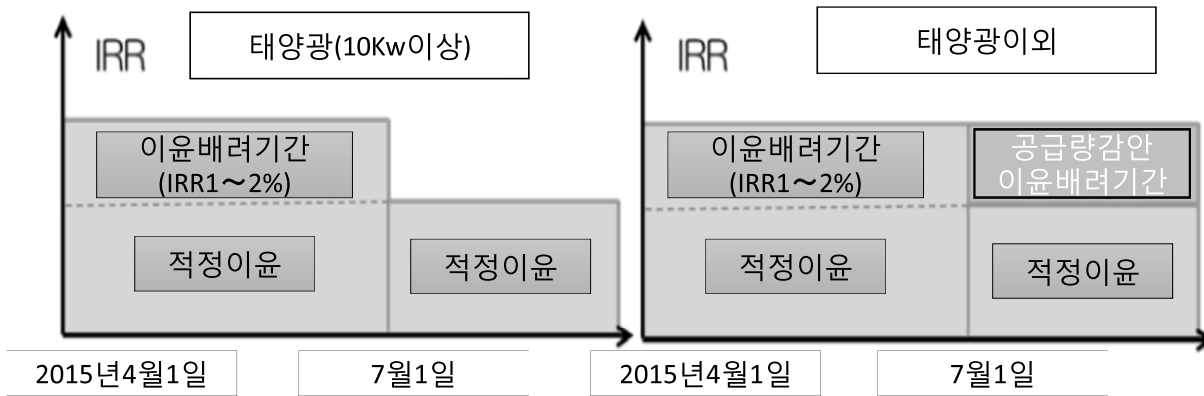 IRR
태양광(10Kw이상)
이윤배려기간
(IRR1～2%)
적정이윤
적정이윤
2015년4월1일
7월1일
IRR
태양광이외
이윤배려기간
(IRR1～2%)
공급량감안
이윤배려기간
적정이윤
적정이윤
2015년4월1일
7월1일